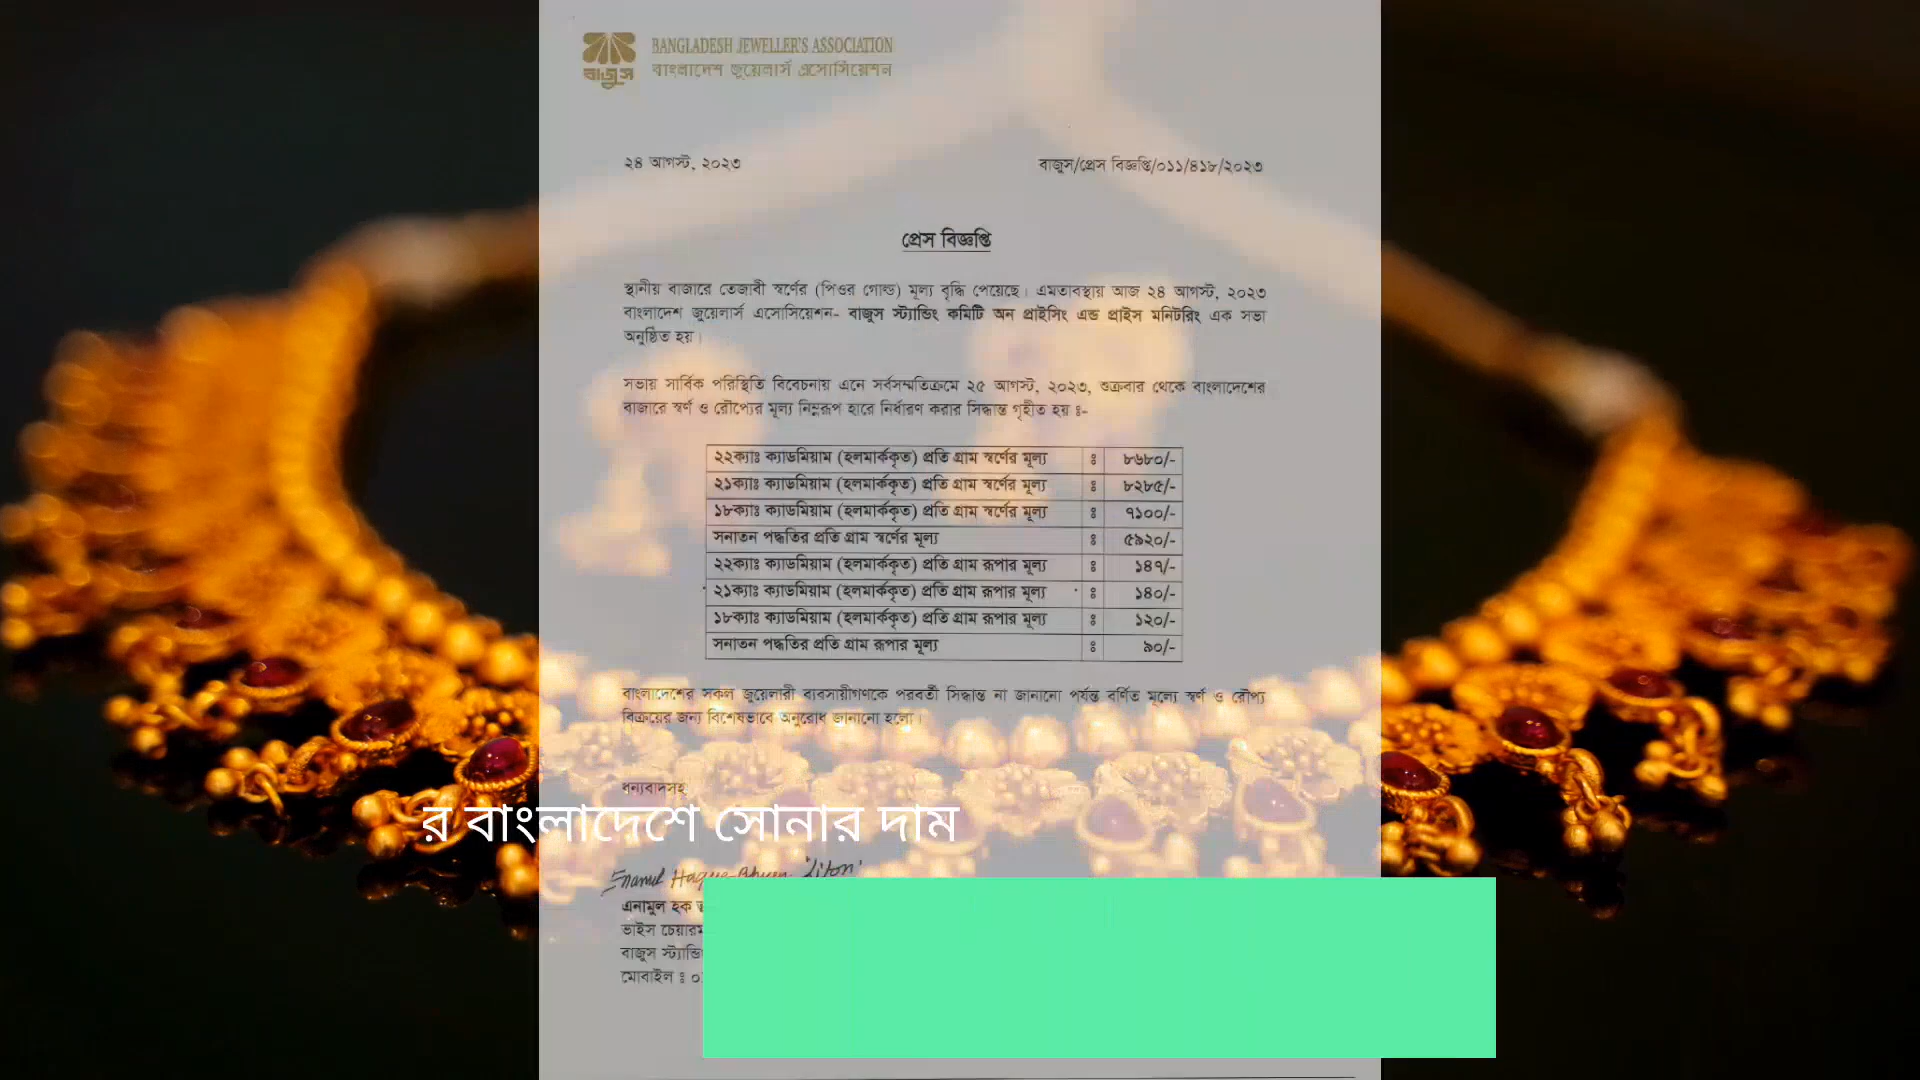 বাজুস
BANGLADESH JEWELLER'S ASSOCIATION
বাংলাদেশ জুয়েলার্স এসোসিয়েশন
২৪ আগস্ট, ২০২৩
বাজুস/প্রেস বিজ্ঞপ্তি/০১১/৪১৮/২০২৩
প্রেস বিজ্ঞপ্তি
স্থানীয় বাজারে তেজাবী স্বর্ণের (পিওর গোল্ড) মূল্য বৃদ্ধি পেয়েছে। এমতাবস্থায় আজ ২৪ আগস্ট, ২০২৩
বাংলাদেশ জুয়েলার্স এসোসিয়েশন- বাজুস স্ট্যান্ডিং কমিটি অন প্রাইসিং এন্ড প্রাইস মনিটরিং এক সভা
অনুষ্ঠিত হয়।
সভায় সার্বিক পরিস্থিতি বিবেচনায় এনে সর্বসম্মতিক্রমে ২৫ আগস্ট, ২০২৩, শুক্রবার থেকে বাংলাদেশের
বাজারে স্বর্ণ ও রৌপ্যের মূল্য নিম্নরূপ হারে নির্ধারণ করার সিদ্ধান্ত গৃহীত হয় ঃ-
২২ক্যাঃ ক্যাডমিয়াম (হলমার্ককৃত) প্রতি গ্রাম স্বর্ণের মূল্য ঃ ৮৬৮০/-
২১ক্যাঃ ক্যাডমিয়াম (হলমার্ককৃত) প্রতি গ্রাম স্বর্ণের মূল্য ঃ ৮২৮৫/-
১৮ক্যাঃ ক্যাডমিয়াম (হলমার্ককৃত) প্রতি গ্রাম স্বর্ণের মূল্য ঃ ৭১০০/-
সনাতন পদ্ধতির প্রতি গ্রাম স্বর্ণের মূল্য ঃ ৫৯২০/-
২২ক্যাঃ ক্যাডমিয়াম (হলমার্ককৃত) প্রতি গ্রাম রূপার মূল্য ঃ ১৪৭/-
২১ক্যাঃ ক্যাডমিয়াম (হলমার্ককৃত) প্রতি গ্রাম রূপার মূল্য ঃ ১৪০/-
১৮ক্যাঃ ক্যাডমিয়াম (হলমার্ককৃত) প্রতি গ্রাম রূপার মূল্য ঃ ১২০/-
সনাতন পদ্ধতির প্রতি গ্রাম রূপার মূল্য ঃ ৯০/-
বাংলাদেশের সকল জুয়েলারী ব্যবসায়ীগণকে পরবর্তী সিদ্ধান্ত না জানানো পর্যন্ত বর্ণিত মূল্যে স্বর্ণ ও রৌপ্য
বিক্রয়ের জন্য বিশেষভাবে অনুরোধ জানানো হলো।
ধন্যবাদসহ
র বাংলাদেশে সোনার দাম
এনামুল হক
ভাইস
বাজুস
মোবাইল ঃ